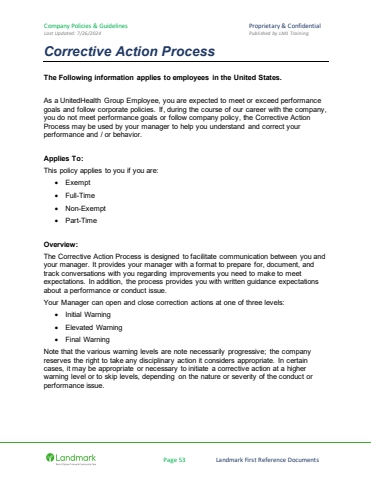 Company Policies & Guidelines
Proprietary & Confidential
Last Updated: 7/26/2024
Published by LMS Training
Corrective Action Process
The Following information applies to employees in the United States.
As a UnitedHealth Group Employee, you are expected to meet or exceed performance
goals and follow corporate policies. If, during the course of our career with the company,
you do not meet performance goals or follow company policy, the Corrective Action
Process may be used by your manager to help you understand and correct your
performance and / or behavior.
Applies To:
This policy applies to you if you are:
• Exempt
• Full-Time
• Non-Exempt
• Part-Time
Overview:
The Corrective Action Process is designed to facilitate communication between you and
your manager. It provides your manager with a format to prepare for, document, and
track conversations with you regarding improvements you need to make to meet
expectations. In addition, the process provides you with written guidance expectations
about a performance or conduct issue.
Your Manager can open and close correction actions at one of three levels:
• Initial Warning
• Elevated Warning
• Final Warning
Note that the various warning levels are note necessarily progressive; the company
reserves the right to take any disciplinary action it considers appropriate. In certain
cases, it may be appropriate or necessary to initiate a corrective action at a higher
warning level or to skip levels, depending on the nature or severity of the conduct or
performance issue.
Landmark
Page 53
Landmark First Reference Documents